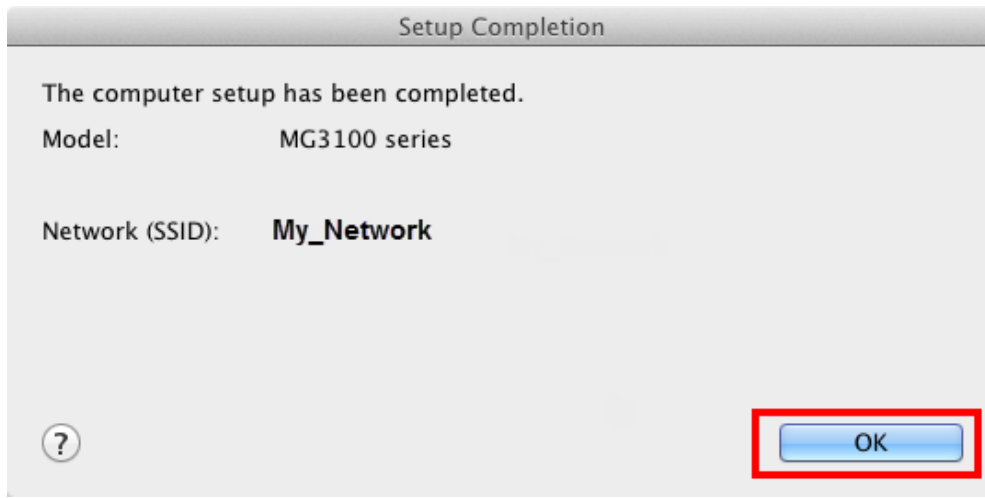 Setup Completion
The computer setup has been completed.
Model: MG3100 series
Network (SSID): My_Network
? OK